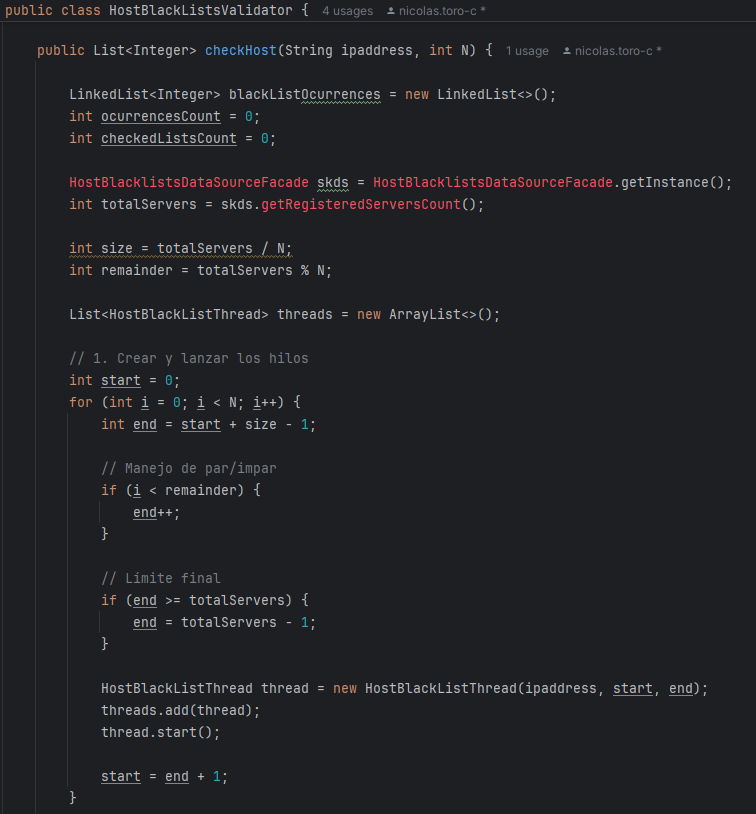 public class HostBlackListsValidator {  4 usages  nicolas.toro-c *
    public List<Integer> checkHost(String ipaddress, int N) {  1 usage  nicolas.toro-c *
        LinkedList<Integer> blackListOcurrences = new LinkedList<>();
        int ocurrencesCount = 0;
        int checkedListsCount = 0;
        HostBlacklistsDataSourceFacade skds = HostBlacklistsDataSourceFacade.getInstance();
        int totalServers = skds.getRegisteredServersCount();
        int size = totalServers / N;
        int remainder = totalServers % N;
        List<HostBlackListThread> threads = new ArrayList<>();
        // 1. Crear y lanzar los hilos
        int start = 0;
        for (int i = 0; i < N; i++) {
            int end = start + size - 1;
            // Manejo de par/impar
            if (i < remainder) {
                end++;
            }
            // Límite final
            if (end >= totalServers) {
                end = totalServers - 1;
            }
            HostBlackListThread thread = new HostBlackListThread(ipaddress, start, end);
            threads.add(thread);
            thread.start();
            start = end + 1;
        }